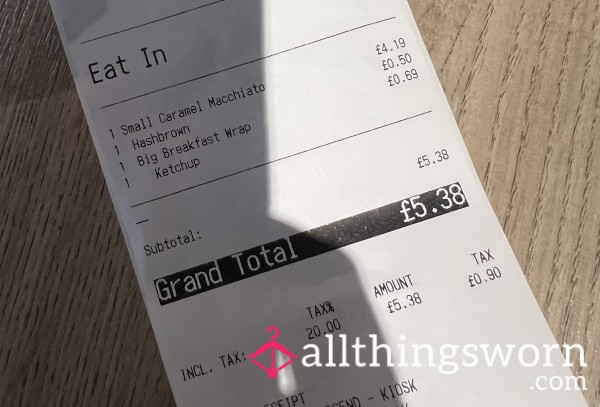 Eat In
1 Small Caramel Macchiato £4.19
1 Hashbrown £0.50
1 Big Breakfast Wrap £0.69
1 Ketchup
Subtotal: £5.38
Grand Total £5.38
TAX% AMOUNT TAX
INCL. TAX: 20.00 £5.38 £0.90
- KIOSK
allthingsworn
.com